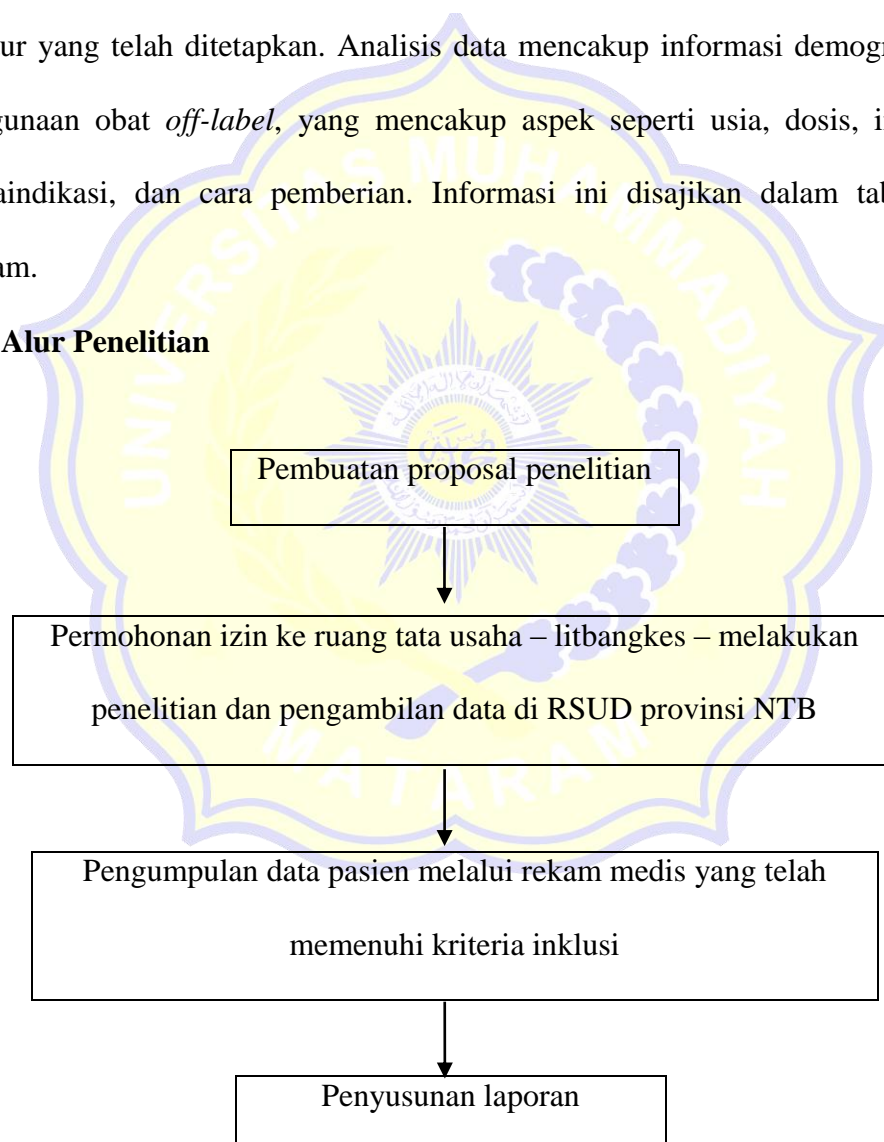 ur yang telah ditetapkan. Analisis data mencakup informasi demogr
gunaan obat off-label, yang mencakup aspek seperti usia, dosis, i
aindikasi, dan cara pemberian. Informasi ini disajikan dalam tab
am.
Alur Penelitian
UNIVERSITAS MUHAMMADIYAH
Pembuatan proposal penelitian
Permohonan izin ke ruang tata usaha – litbangkes – melakukan
penelitian dan pengambilan data di RSUD provinsi NTB
MATARAM
Pengumpulan data pasien melalui rekam medis yang telah
memenuhi kriteria inklusi
Penyusunan laporan